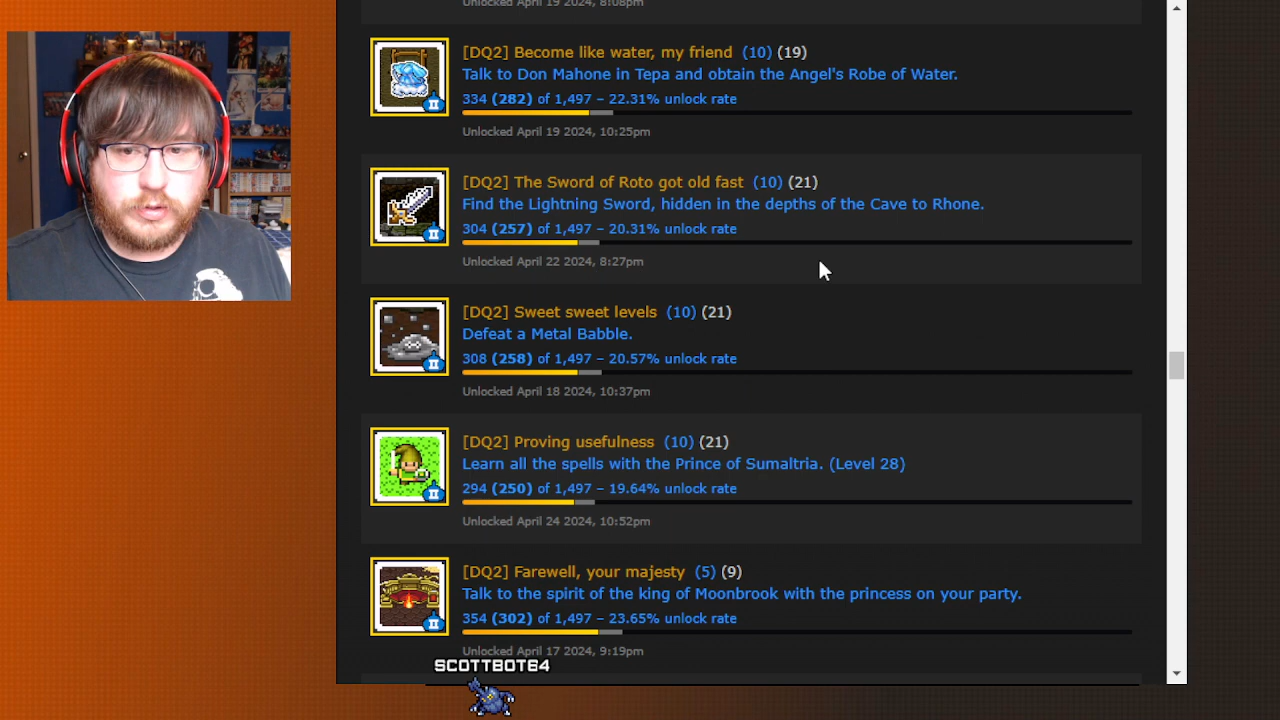 Unlocked April 19 2024, 8:08pm
[DQ2] Become like water, my friend (10) (19)
Talk to Don Mahone in Tepa and obtain the Angel's Robe of Water.
334 (282) of 1,497 – 22.31% unlock rate
Unlocked April 19 2024, 10:25pm
[DQ2] The Sword of Roto got old fast (10) (21)
Find the Lightning Sword, hidden in the depths of the Cave to Rhone.
304 (257) of 1,497 – 20.31% unlock rate
Unlocked April 22 2024, 8:27pm
[DQ2] Sweet sweet levels (10) (21)
Defeat a Metal Babble.
308 (258) of 1,497 – 20.57% unlock rate
Unlocked April 18 2024, 10:37pm
[DQ2] Proving usefulness (10) (21)
Learn all the spells with the Prince of Sumaltria. (Level 28)
294 (250) of 1,497 – 19.64% unlock rate
Unlocked April 24 2024, 10:52pm
[DQ2] Farewell, your majesty (5) (9)
Talk to the spirit of the king of Moonbrook with the princess on your party.
354 (302) of 1,497 – 23.65% unlock rate
Unlocked April 17 2024, 9:19pm
SCOTTBOT64